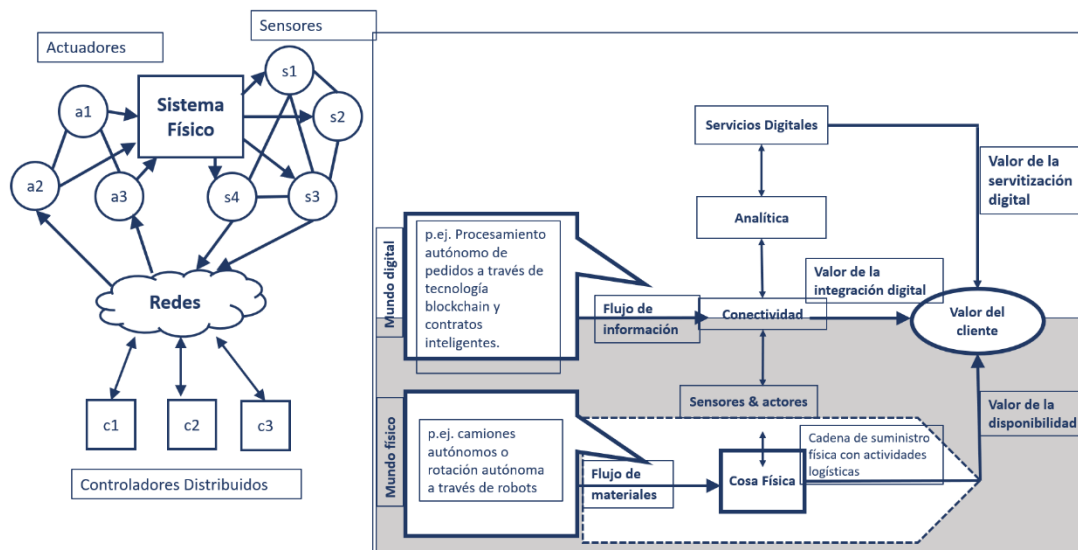 Sensores
Actuadores
s1
Sistema
Físico
a1
s2
a2
a3
s4
s3
Redes
c1
c2
c3
Controladores Distribuidos
Servicios Digitales
Valor de la
servitización
digital
Analítica
Mundo digital
p.ej. Procesamiento
autónomo de
pedidos a través de
tecnología
blockchain y
contratos
inteligentes.
Flujo de
información
Conectividad
Valor de la
integración digital
Valor del
cliente
Sensores & actores
Valor de la
disponibilidad
Mundo físico
p.ej. camiones
autónomos o
rotación autónoma
a través de robots
Flujo de
materiales
Cosa Física
Cadena de suministro
física con actividades
logísticas